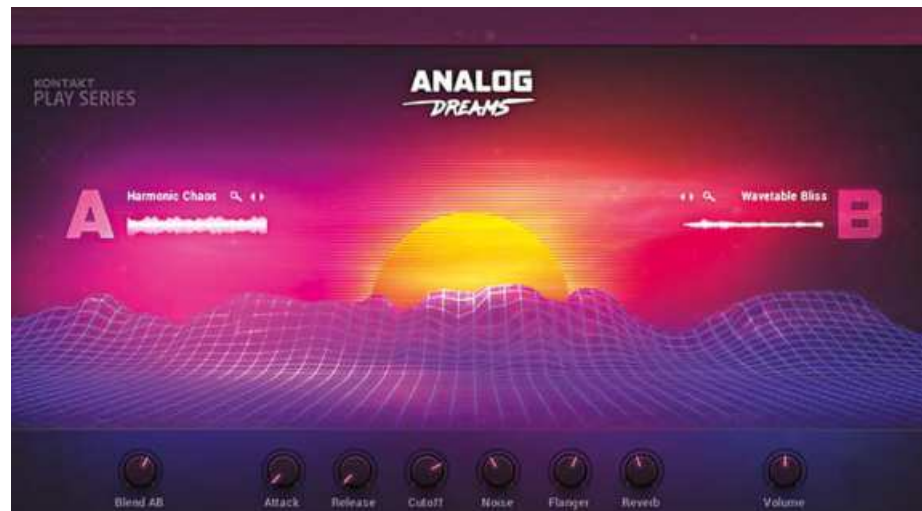 KONTAKT
PLAY SERIES
ANALOG
DREAMS
A
Harmonic Chaos
Wavetable Bliss
B
Blend AB
Attack
Release
Cutoff
Noise
Flanger
Reverb
Volume